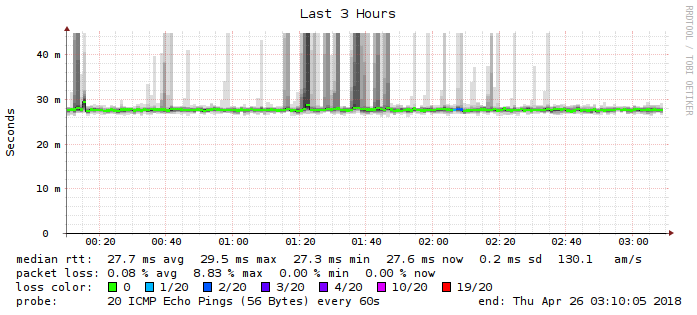 Last 3 Hours
RRDTOOL / TOBI OETIKER
Seconds
40 m
30 m
20 m
10 m
0
00:20 00:40 01:00 01:20 01:40 02:00 02:20 02:40 03:00
median rtt: 27.7 ms avg 29.5 ms max 27.3 ms min 27.6 ms now 0.2 ms sd 130.1 am/s
packet loss: 0.08 % avg 8.83 % max 0.00 % min 0.00 % now
loss color: 0 1/20 2/20 3/20 4/20 10/20 19/20
probe: 20 ICMP Echo Pings (56 Bytes) every 60s end: Thu Apr 26 03:10:05 2018